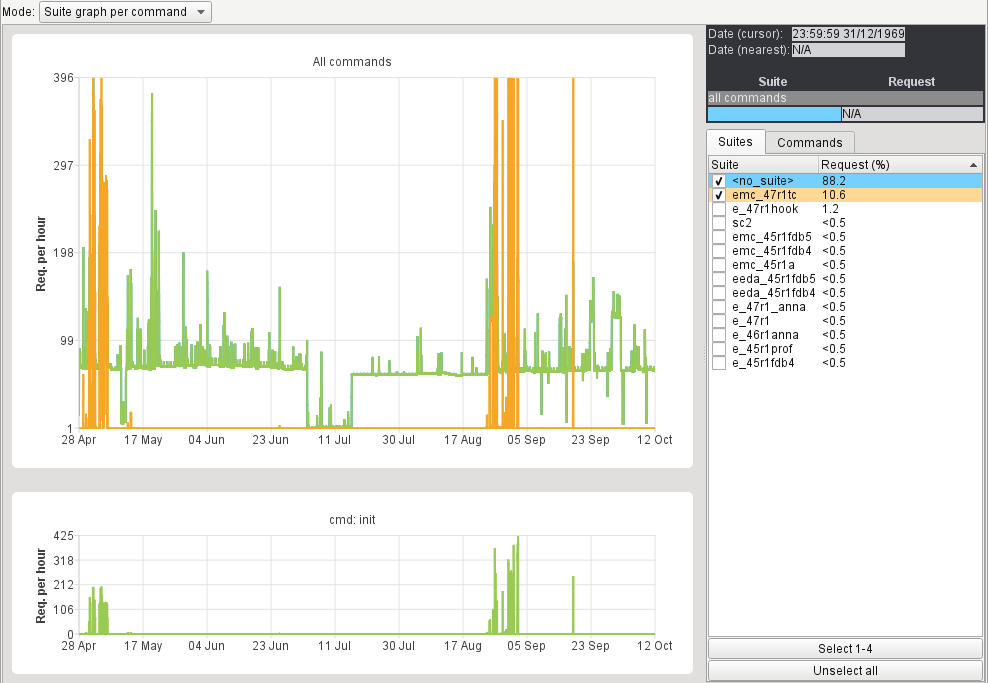 Mode: Suite graph per command
All commands
396
297
198
99
1
Req. per hour
28 Apr 17 May 04 Jun 23 Jun 11 Jul 30 Jul 17 Aug 05 Sep 23 Sep 12 Oct
cmd: init
425
318
212
106
0
Req. per hour
28 Apr 17 May 04 Jun 23 Jun 11 Jul 30 Jul 17 Aug 05 Sep 23 Sep 12 Oct
Date (cursor): 23:59:59 31/12/1969
Date (nearest): N/A
Suite Request
all commands
N/A
Suites Commands
Suite Request (%)
<no_suite> 88.2
emc_47r1tc 10.6
e_47r1hook 1.2
sc2 <0.5
emc_45r1fdb5 <0.5
emc_45r1fdb4 <0.5
emc_45r1_a <0.5
eeda_45r1fdb5 <0.5
eeda_45r1fdb4 <0.5
e_47r1_anna <0.5
e_47r1 <0.5
e_46r1anna <0.5
e_45r1prof <0.5
e_45r1fdb4 <0.5
Select 1-4
Unselect all